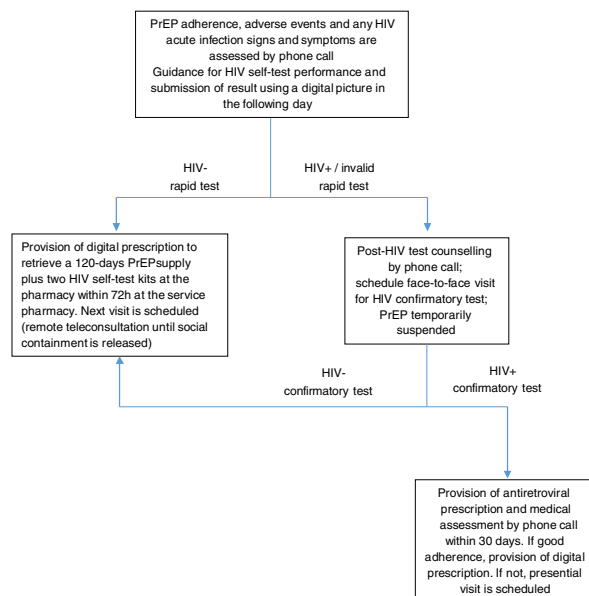 PrEP adherence, adverse events and any HIV
acute infection signs and symptoms are
assessed by phone call
Guidance for HIV self-test performance and
submission of result using a digital picture in
the following day
HIV-
rapid test
HIV+ / invalid
rapid test
Provision of digital prescription to
retrieve a 120-days PrEPsupply
plus two HIV self-test kits at the
pharmacy within 72h at the service
pharmacy. Next visit is scheduled
(remote teleconsultation until social
containment is released)
Post-HIV test counselling
by phone call;
schedule face-to-face visit
for HIV confirmatory test;
PrEP temporarily
suspended
HIV-
confirmatory test
HIV+
confirmatory test
Provision of antiretroviral
prescription and medical
assessment by phone call
within 30 days. If good
adherence, provision of digital
prescription. If not, presential
visit is scheduled